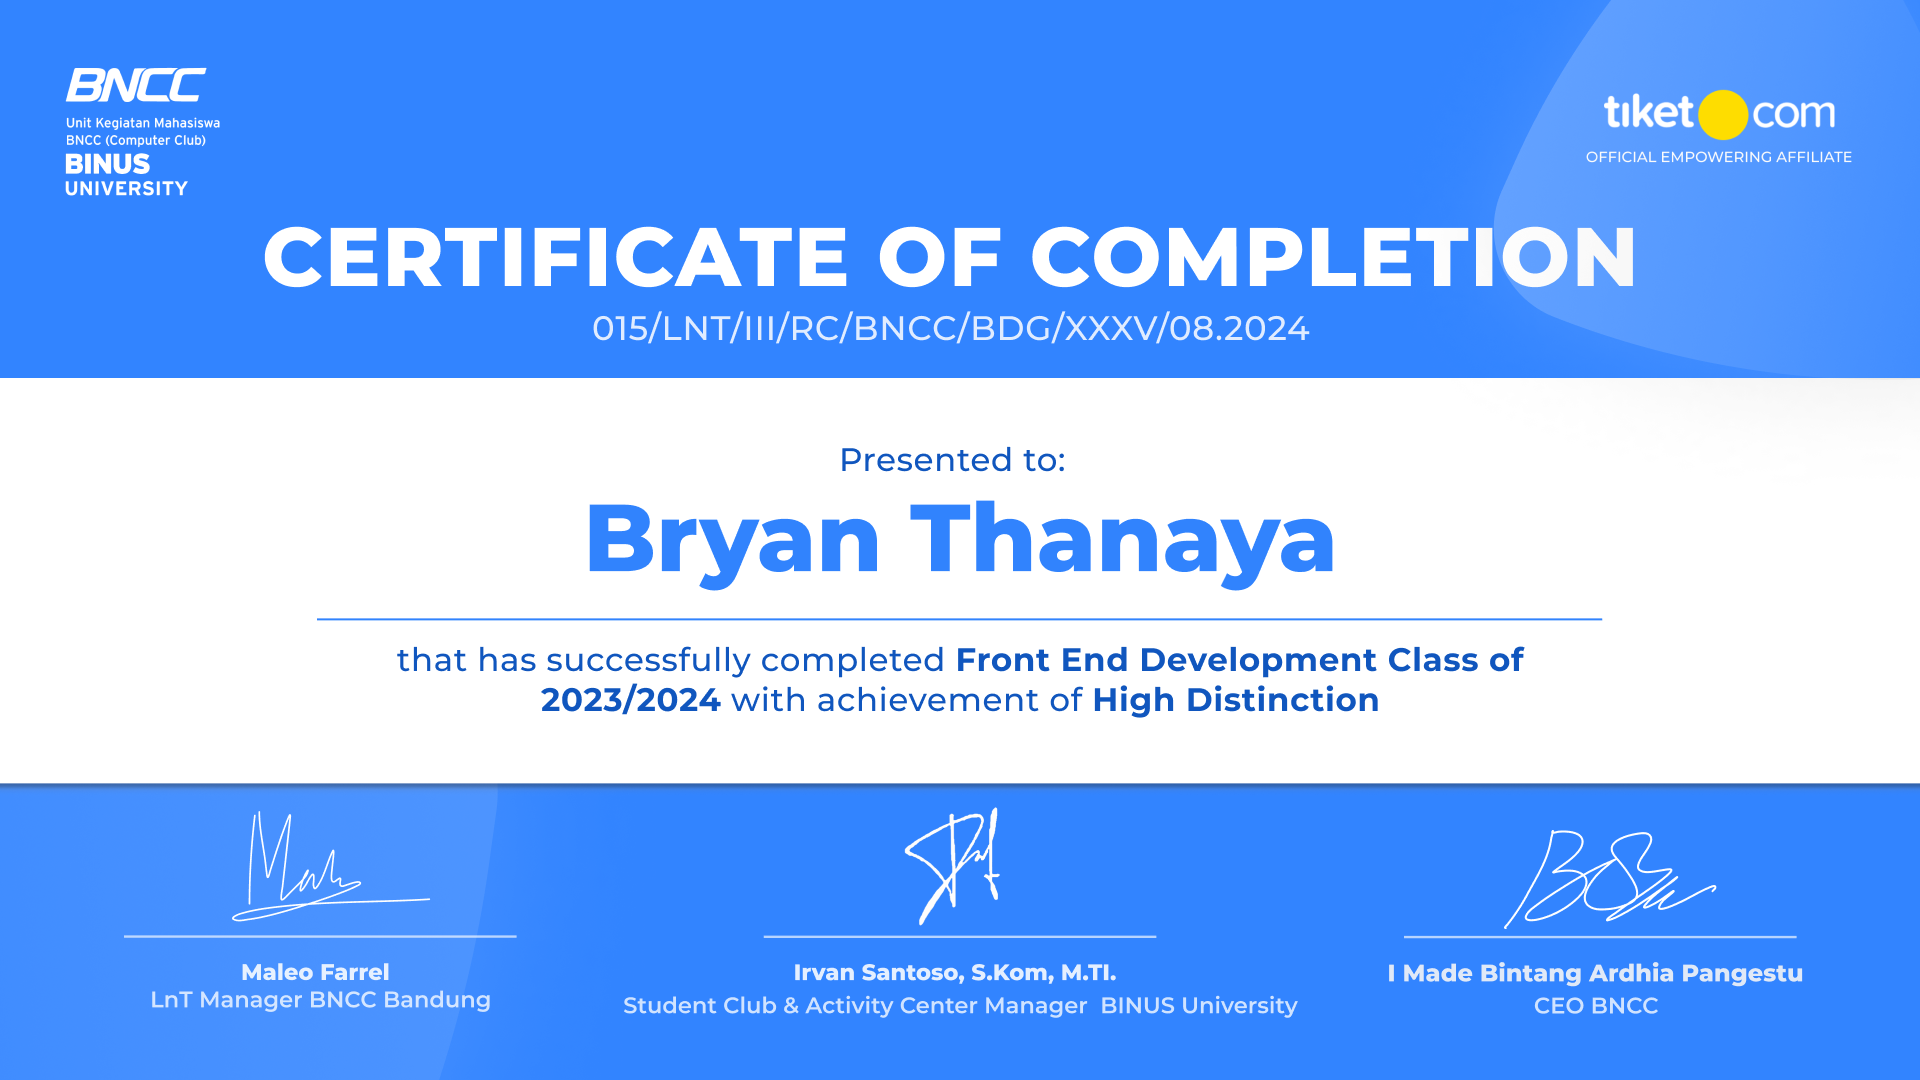 BNCC
Unit Kegiatan Mahasiswa
BNCC (Computer Club)
BINUS
UNIVERSITY
tiket com
OFFICIAL EMPOWERING AFFILIATE
CERTIFICATE OF COMPLETION
015/LNT/III/RC/BNCC/BDG/XXXV/08.2024
Presented to:
Bryan Thanaya
that has successfully completed Front End Development Class of
2023/2024 with achievement of High Distinction
Maleo Farrel
LnT Manager BNCC Bandung
Irvan Santoso, S.Kom, M.TI.
Student Club & Activity Center Manager  BINUS University
I Made Bintang Ardhia Pangestu
CEO BNCC